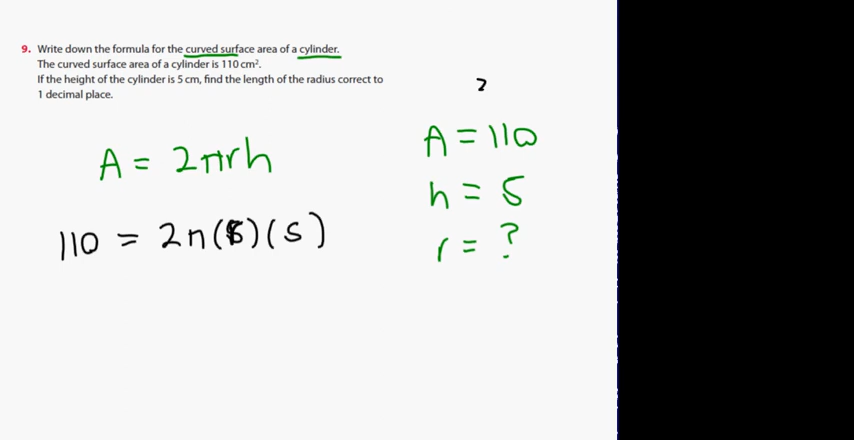 9. Write down the formula for the curved surface area of a cylinder.
The curved surface area of a cylinder is 110 cm².
If the height of the cylinder is 5 cm, find the length of the radius correct to
1 decimal place.
2
A = 110
A = 2πrh
h = 5
110 = 2π( )(5)
r = ?